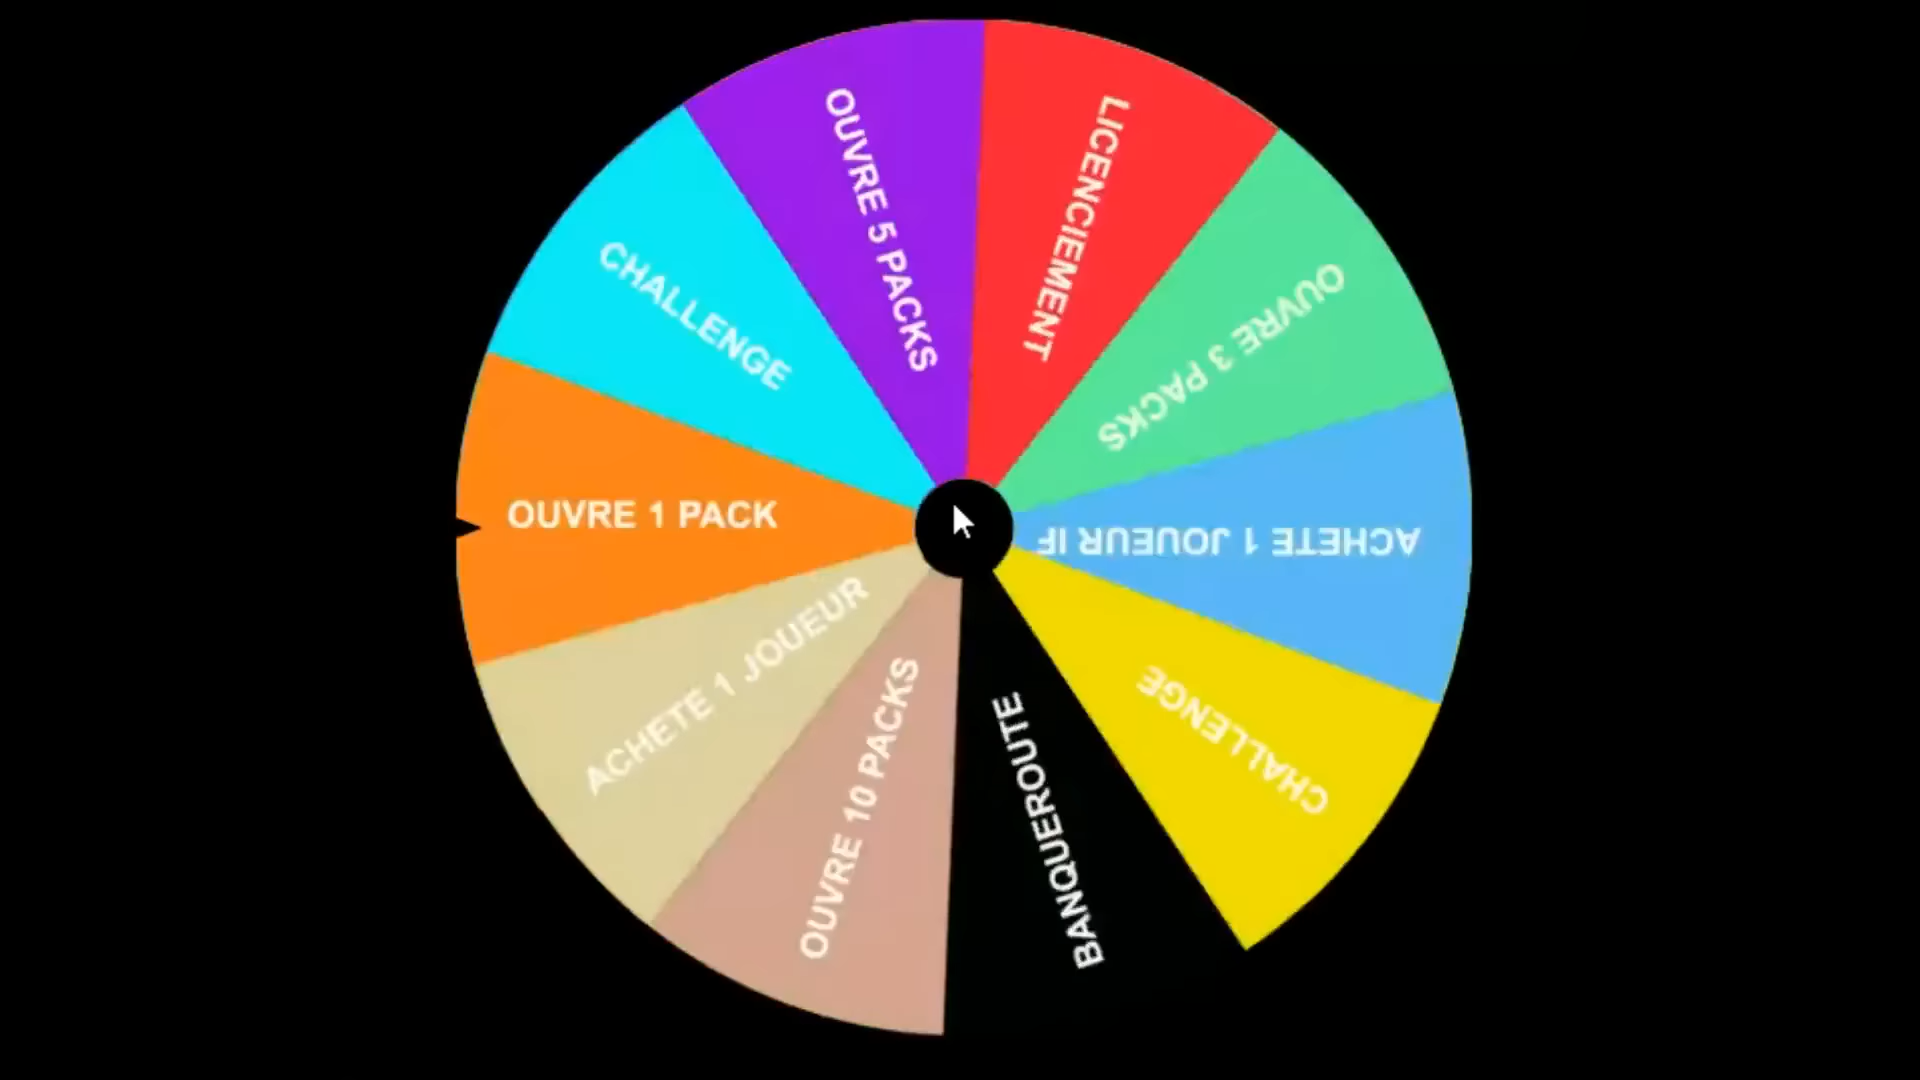 OUVRE 5 PACKS
LICENCIEMENT
OUVRE 3 PACKS
ACHETE 1 JOUEUR IF
CHALLENGE
BANQUEROUTE
OUVRE 10 PACKS
ACHETE 1 JOUEUR
OUVRE 1 PACK
CHALLENGE